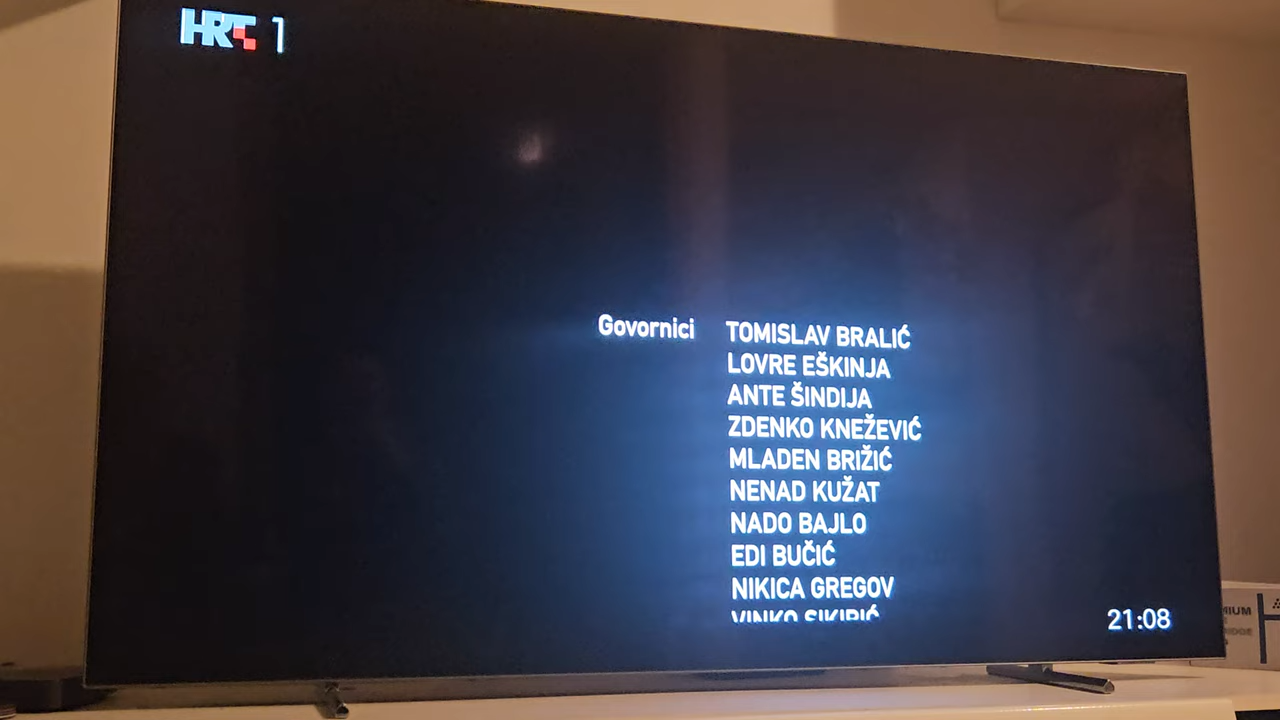 HRT 1
Govornici TOMISLAV BRALIĆ
LOVRE EŠKINJA
ANTE ŠINDIJA
ZDENKO KNEŽEVIĆ
MLADEN BRIŽIĆ
NENAD KUŽAT
NADO BAJLO
EDI BUČIĆ
NIKICA GREGOV
VINKO
21:08